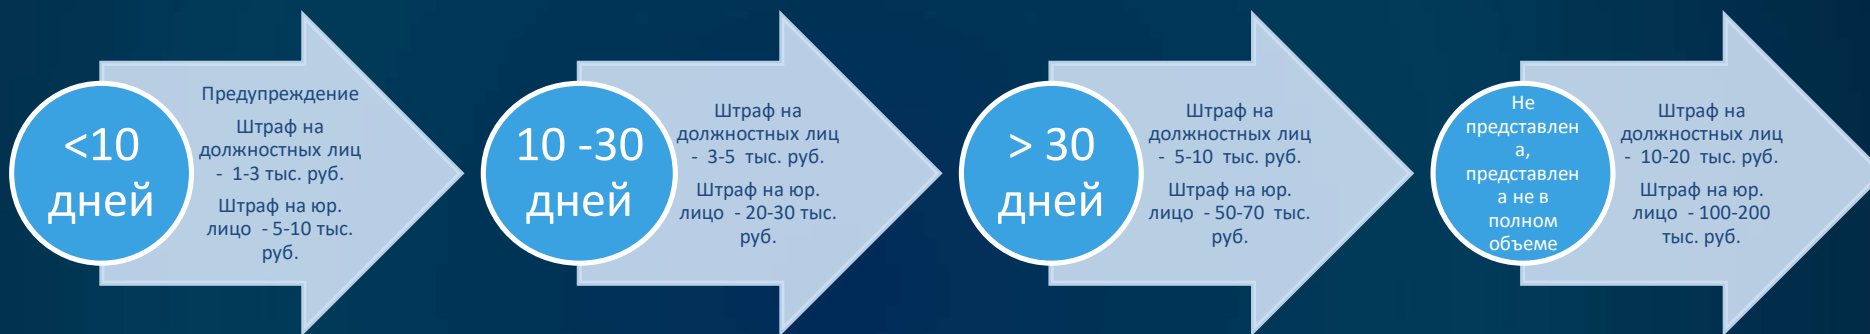 <10
дней
Предупреждение
Штраф на
должностных лиц
- 1-3 тыс. руб.
Штраф на юр.
лицо - 5-10 тыс.
руб.
10 -30
дней
Штраф на
должностных лиц
- 3-5 тыс. руб.
Штраф на юр.
лицо - 20-30 тыс.
руб.
> 30
дней
Штраф на
должностных лиц
- 5-10 тыс. руб.
Штраф на юр.
лицо - 50-70 тыс.
руб.
Не
представлен
а,
представлен
а не в
полном
объеме
Штраф на
должностных лиц
- 10-20 тыс. руб.
Штраф на юр.
лицо - 100-200
тыс. руб.